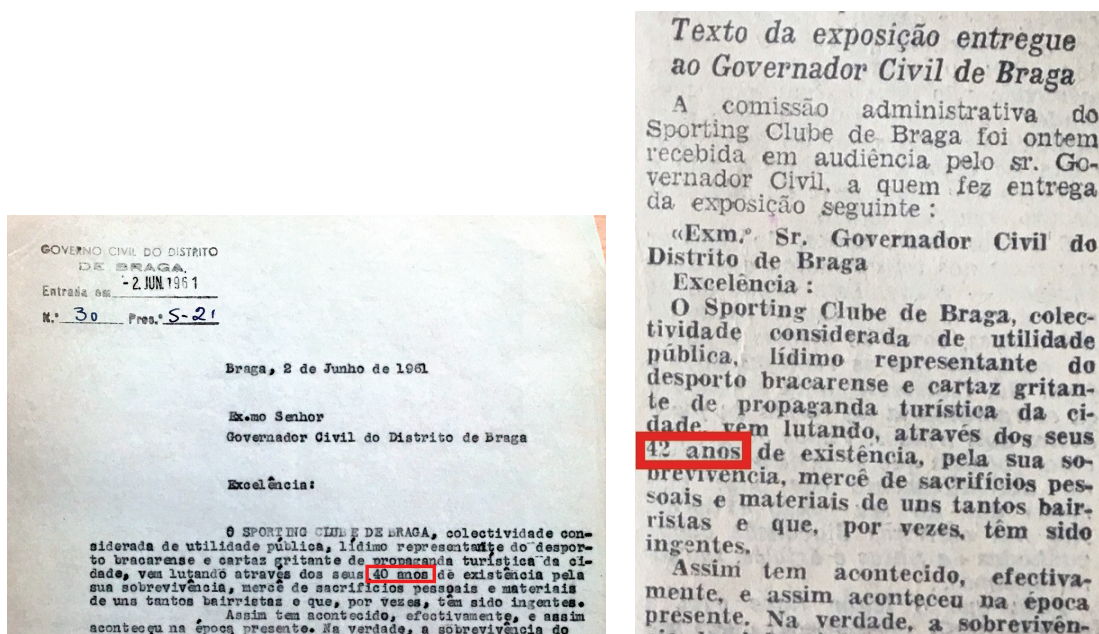 GOVERNO CIVIL DO DISTRITO
DE BRAGA.
Entrada em -2. JUN. 1961
N.º 30 Proc.º S-21
Braga, 2 de Junho de 1961
Ex.mo Senhor
Governador Civil do Distrito de Braga
Excelência:
O SPORTING CLUBE DE BRAGA, colectividade con-
siderada de utilidade pública, lídimo representante do despor-
to bracarense e cartaz gritante de propaganda turística da ci-
dade, vem lutando através dos seus 40 anos de existência pela
sua sobrevivência, mercê de sacrifícios pessoais e materiais
de uns tantos bairristas e que, por vezes, têm sido ingentes.
Assim tem acontecido, efectivamente, e assim
aconteceu na época presente. Na verdade, a sobrevivência do
Texto da exposição entregue
ao Governador Civil de Braga
A comissão administrativa do
Sporting Clube de Braga foi ontem
recebida em audiência pelo sr. Go-
vernador Civil, a quem fez entrega
da exposição seguinte :
«Exm.º Sr. Governador Civil do
Distrito de Braga
Excelência :
O Sporting Clube de Braga, colec-
tividade considerada de utilidade
pública, lídimo representante do
desporto bracarense e cartaz gritan-
te de propaganda turística da ci-
dade, vem lutando, através dos seus
42 anos de existência, pela sua so-
brevivência, mercê de sacrifícios pes-
soais e materiais de uns tantos bair-
ristas e que, por vezes, têm sido
ingentes.
Assim tem acontecido, efectiva-
mente, e assim aconteceu na época
presente. Na verdade, a sobrevivên-